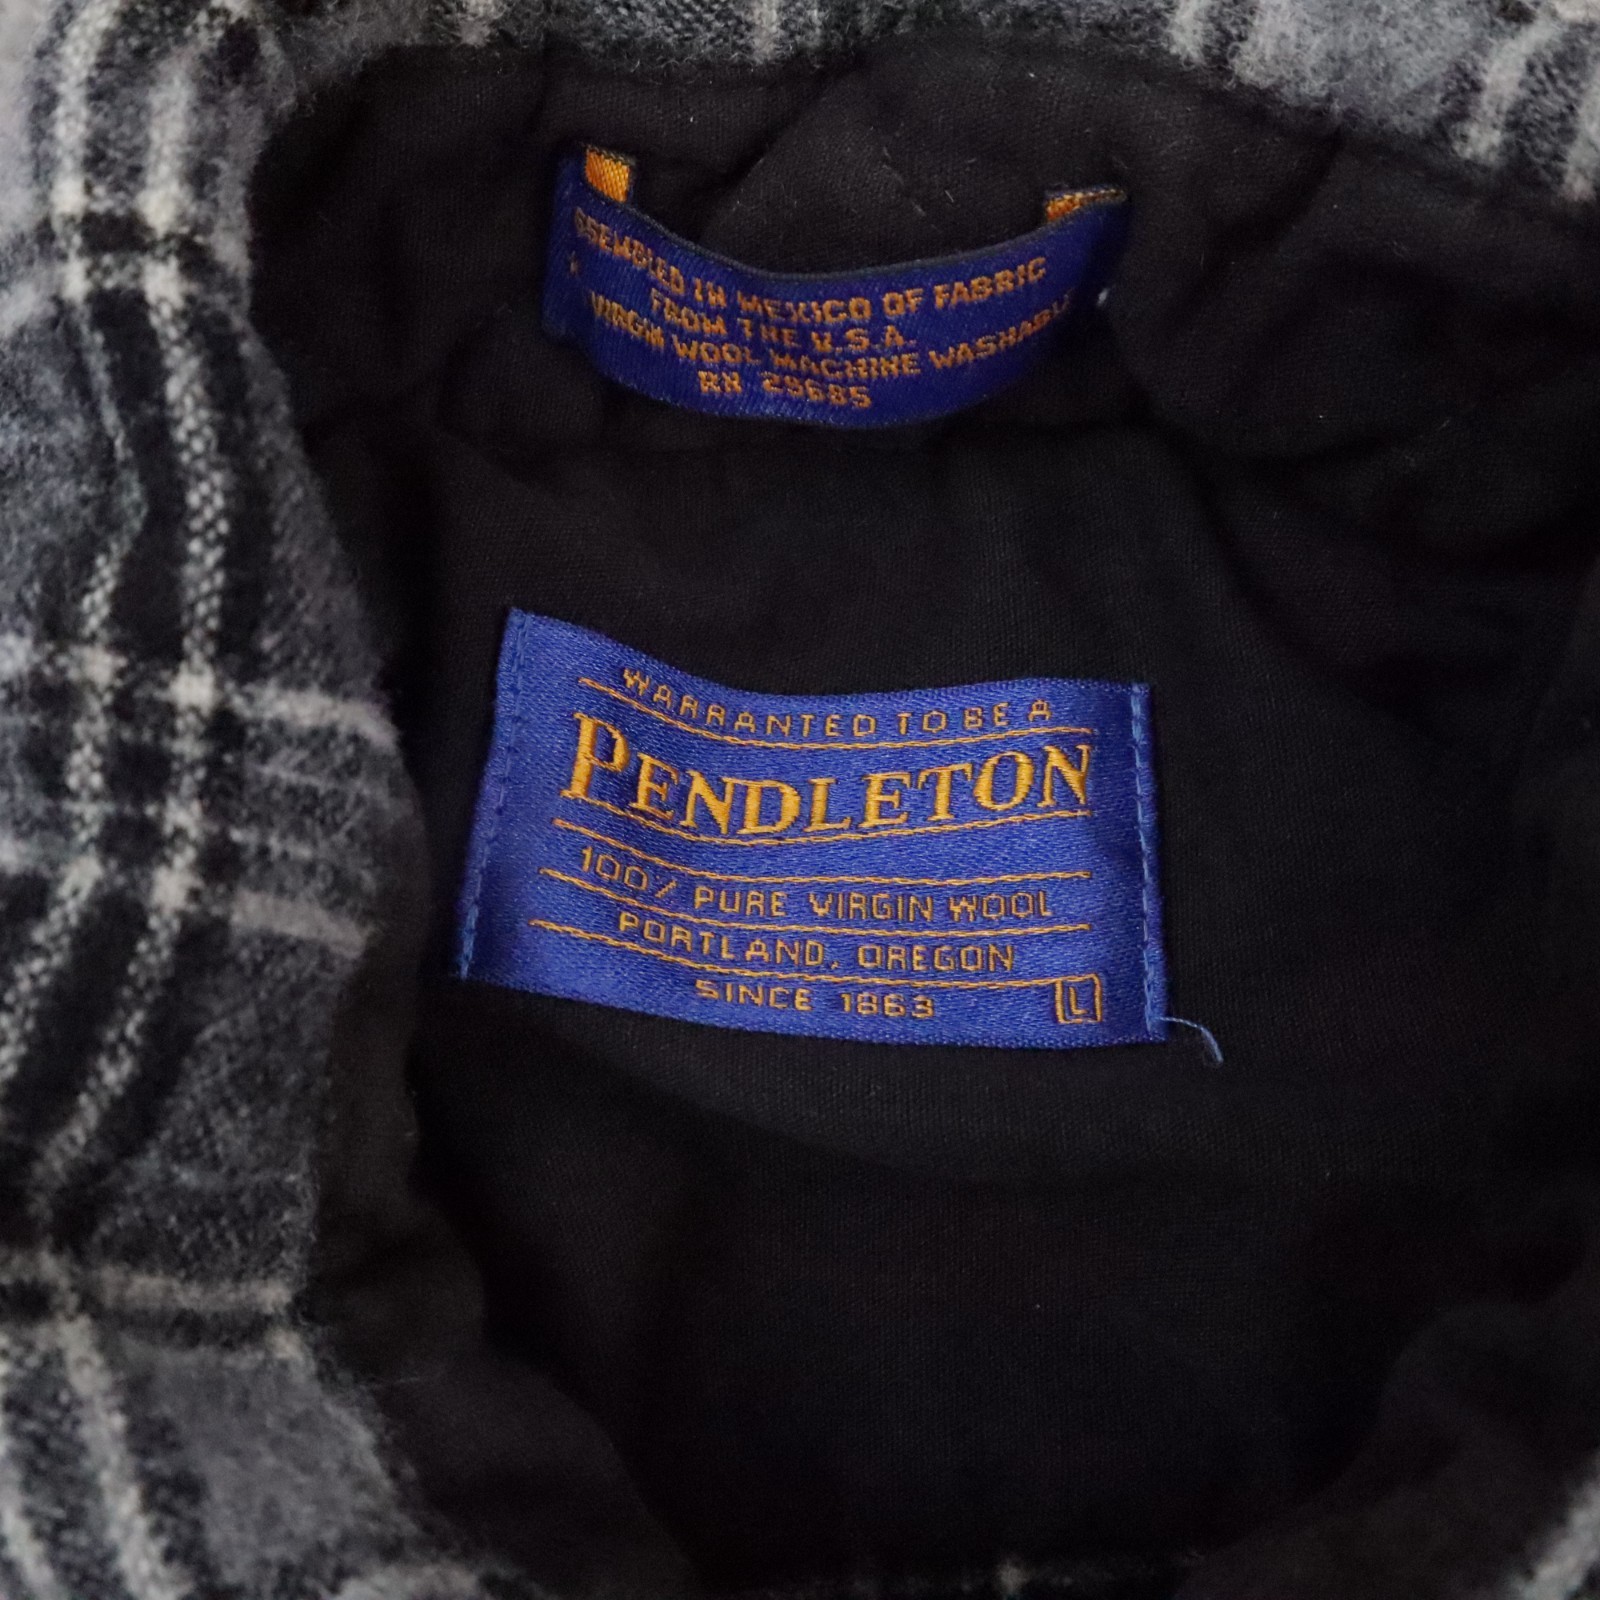 ASSEMBLED IN MEXICO OF FABRIC
FROM THE U.S.A.
VIRGIN WOOL MACHINE WASHABLE
RN 29685
WARRANTED TO BE A
PENDLETON
100% PURE VIRGIN WOOL
PORTLAND, OREGON
SINCE 1863
L